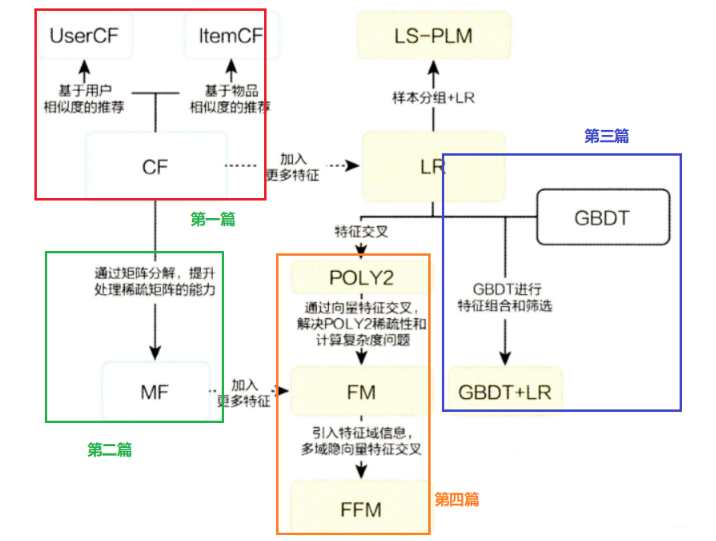 UserCF
ItemCF
LS-PLM
基于用户
相似度的推荐
基于物品
相似度的推荐
样本分组+LR
第三篇
CF
加入
更多特征
LR
第一篇
GBDT
特征交叉
通过矩阵分解，提升
处理稀疏矩阵的能力
POLY2
GBDT进行
特征组合和筛选
通过向量特征交叉，
解决POLY2稀疏性和
计算复杂度问题
MF
加入
更多特征
FM
GBDT+LR
第二篇
引入特征域信息，
多域隐向量特征交叉
第四篇
FFM